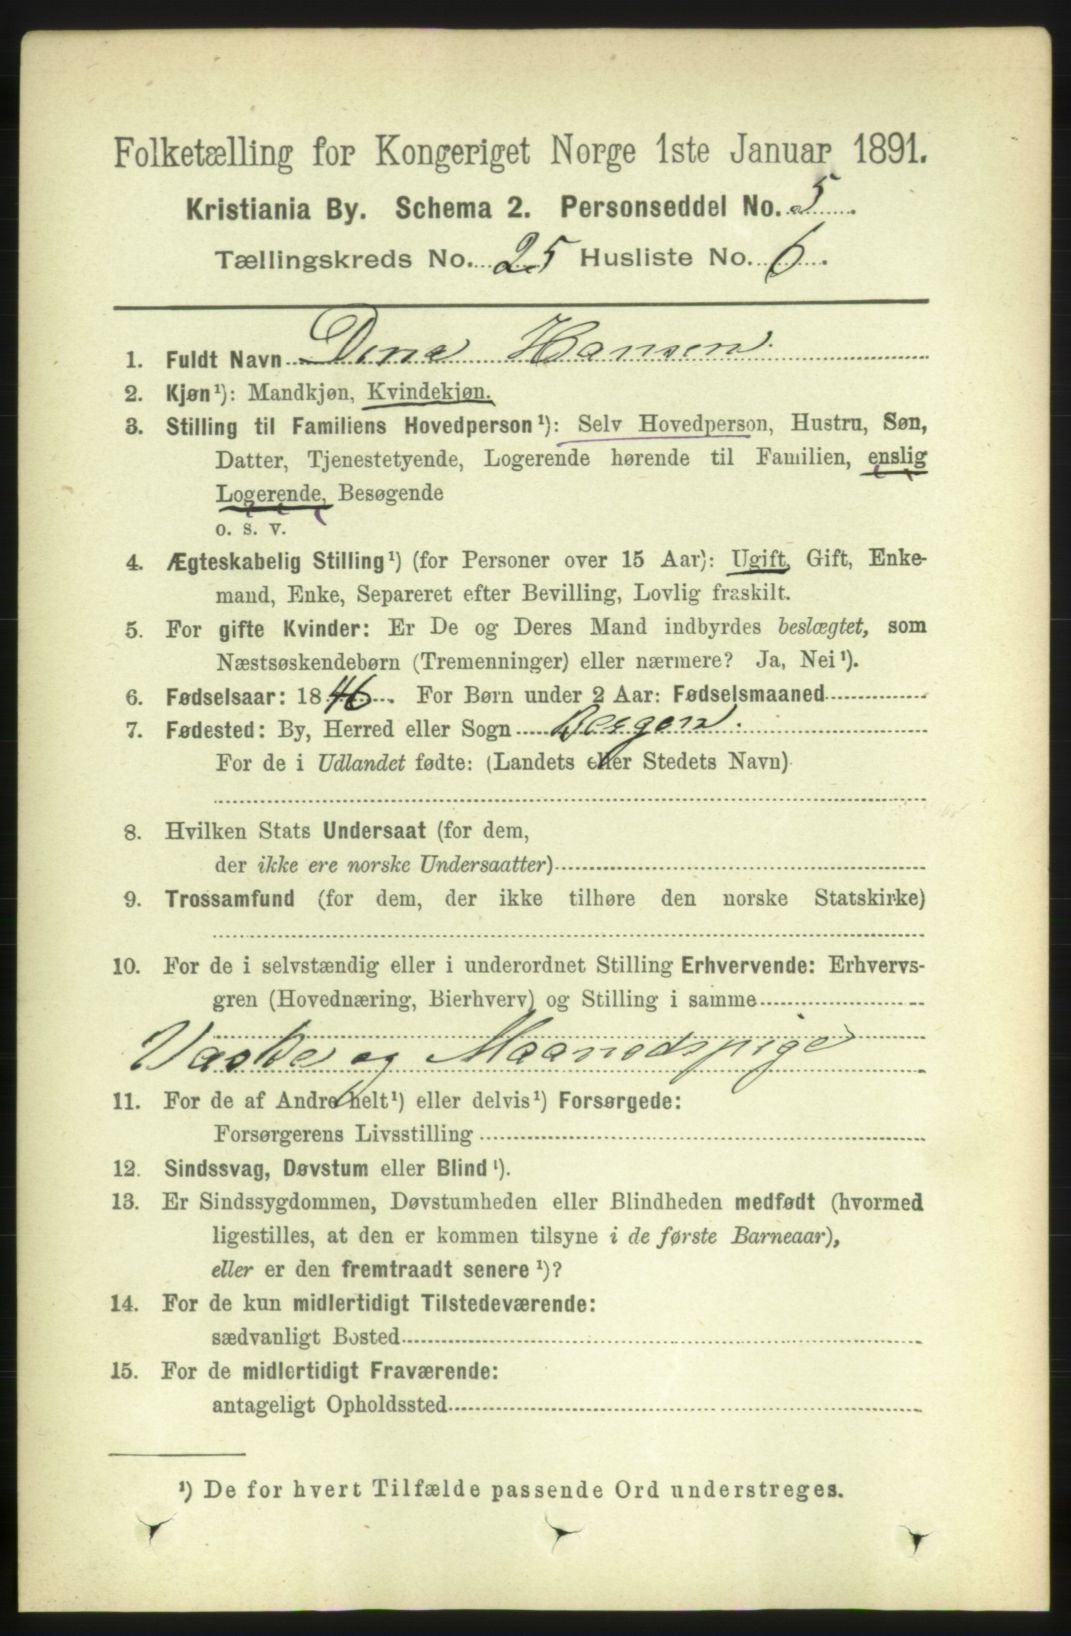 Folketælling for Kongeriget Norge 1ste Januar 1891.
Kristiania By. Schema 2. Personseddel No. 5.
Tællingskreds No. 25 Husliste No. 6.
1. Fuldt Navn Dina Hansen
2. Kjøn¹): Mandkjøn, Kvindekjøn.
3. Stilling til Familiens Hovedperson¹): Selv Hovedperson, Hustru, Søn,
Datter, Tjenestetyende, Logerende hørende til Familien, enslig
Logerende, Besøgende
o. s. v.
4. Ægteskabelig Stilling¹) (for Personer over 15 Aar): Ugift, Gift, Enke-
mand, Enke, Separeret efter Bevilling, Lovlig fraskilt.
5. For gifte Kvinder: Er De og Deres Mand indbyrdes beslægtet, som
Næstsøskendebørn (Tremenninger) eller nærmere? Ja, Nei¹).
6. Fødselsaar: 1846. For Børn under 2 Aar: Fødselsmaaned
7. Fødested: By, Herred eller Sogn Bergen.
For de i Udlandet fødte: (Landets eller Stedets Navn)
8. Hvilken Stats Undersaat (for dem,
der ikke ere norske Undersaatter)
9. Trossamfund (for dem, der ikke tilhøre den norske Statskirke)
10. For de i selvstændig eller i underordnet Stilling Erhvervende: Erhvervs-
gren (Hovednæring, Bierhverv) og Stilling i samme
Vaske og Maanedspige
11. For de af Andre helt¹) eller delvis¹) Forsørgede:
Forsørgerens Livsstilling
12. Sindssvag, Døvstum eller Blind¹).
13. Er Sindssygdommen, Døvstumheden eller Blindheden medfødt (hvormed
ligestilles, at den er kommen tilsyne i de første Barneaar),
eller er den fremtraadt senere¹)?
14. For de kun midlertidigt Tilstedeværende:
sædvanligt Bosted
15. For de midlertidigt Fraværende:
antageligt Opholdssted
¹) De for hvert Tilfælde passende Ord understreges.